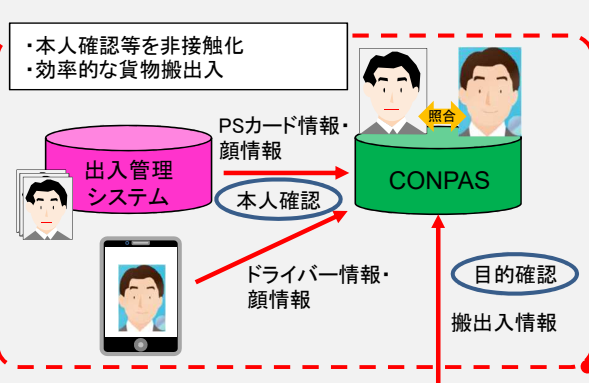 ・本人確認等を非接触化
・効率的な貨物搬出入
照合
PSカード情報・
顔情報
出入管理
システム
CONPAS
本人確認
ドライバー情報・
顔情報
目的確認
搬出入情報